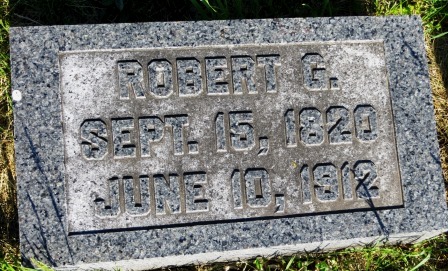 ROBERT G.
SEPT. 15, 1820
JUNE 10, 1912